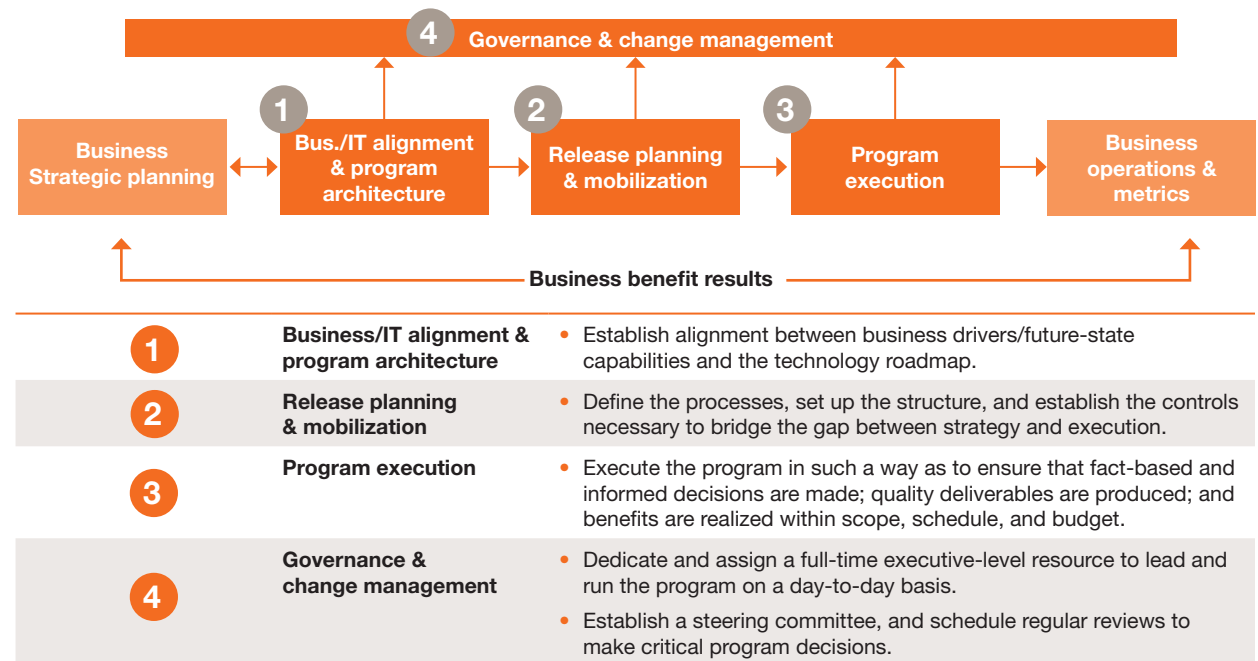 4
Governance & change management
1
2
3
Business
Strategic planning
Bus./IT alignment
& program
architecture
Release planning
& mobilization
Program
execution
Business
operations &
metrics
Business benefit results
1
Business/IT alignment &
program architecture
• Establish alignment between business drivers/future-state
capabilities and the technology roadmap.
2
Release planning
& mobilization
• Define the processes, set up the structure, and establish the controls
necessary to bridge the gap between strategy and execution.
3
Program execution
• Execute the program in such a way as to ensure that fact-based and
informed decisions are made; quality deliverables are produced; and
benefits are realized within scope, schedule, and budget.
4
Governance &
change management
• Dedicate and assign a full-time executive-level resource to lead and
run the program on a day-to-day basis.
• Establish a steering committee, and schedule regular reviews to
make critical program decisions.